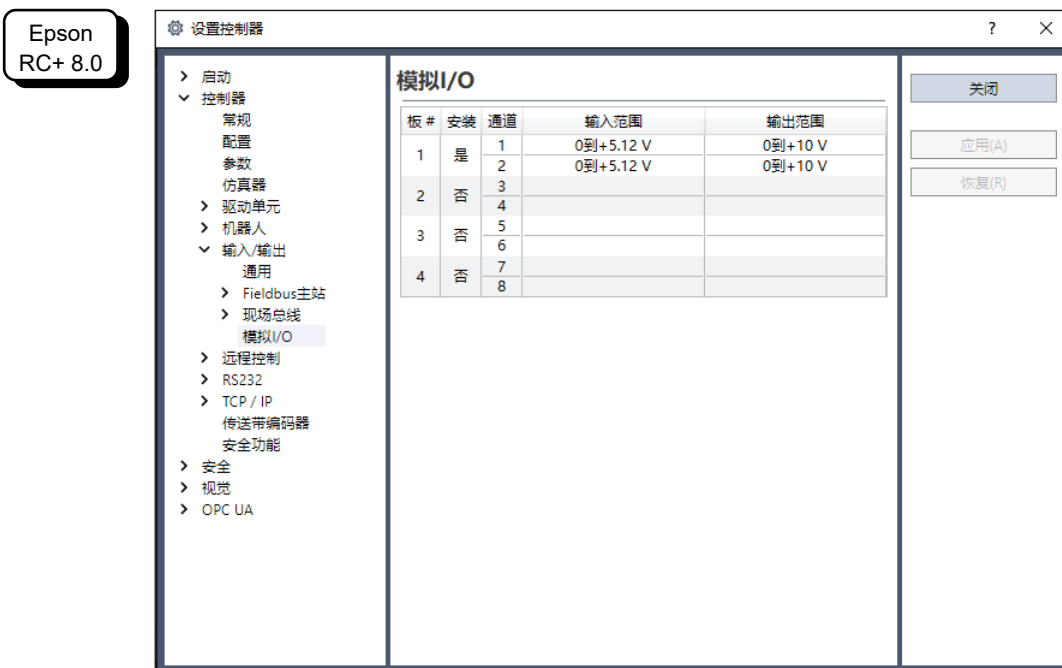 Epson
RC+ 8.0
设置控制器
?
启动
控制器
常规
配置
参数
仿真器
驱动单元
机器人
输入/输出
通用
Fieldbus主站
现场总线
模拟I/O
远程控制
RS232
TCP / IP
传送带编码器
安全功能
安全
视觉
OPC UA
模拟I/O
板 # 安装 通道 输入范围 输出范围
1 是 1 0到+5.12 V 0到+10 V
2 0到+5.12 V 0到+10 V
2 否 3
4
3 否 5
6
4 否 7
8
关闭
应用(A)
恢复(R)